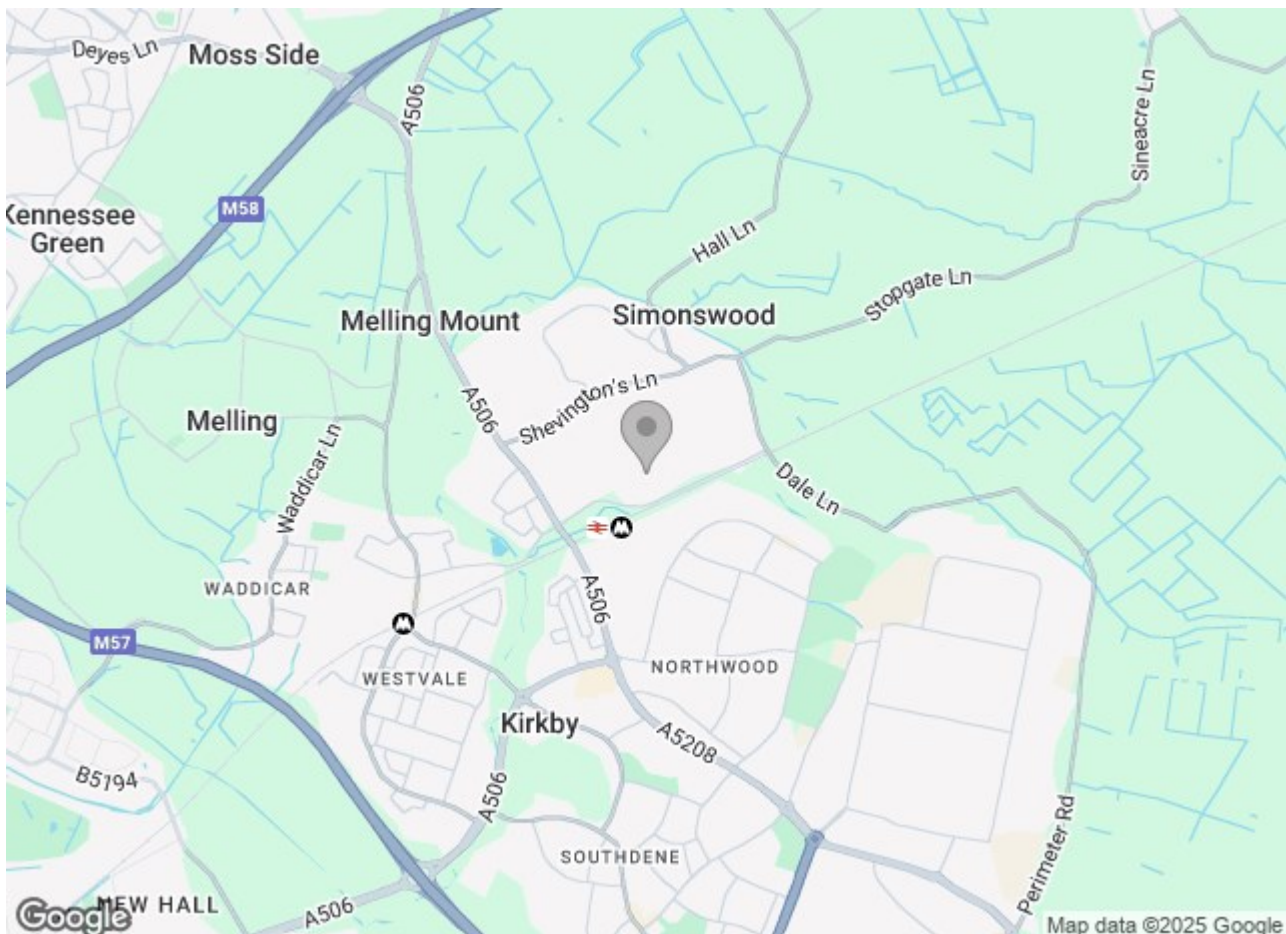 Deyes Ln
Moss Side
A506
Sineacre Ln
M58
Kennessee
Green
Hall Ln
Stopgate Ln
Simonswood
Melling Mount
Shevington's Ln
A506
Melling
Waddicar Ln
Dale Ln
A506
WADDICAR
M57
NORTHWOOD
WESTVALE
Kirkby
A5208
B5194
A506
Perimeter Rd
SOUTHDENE
NEW HALL
A506
Google
Map data ©2025 Google